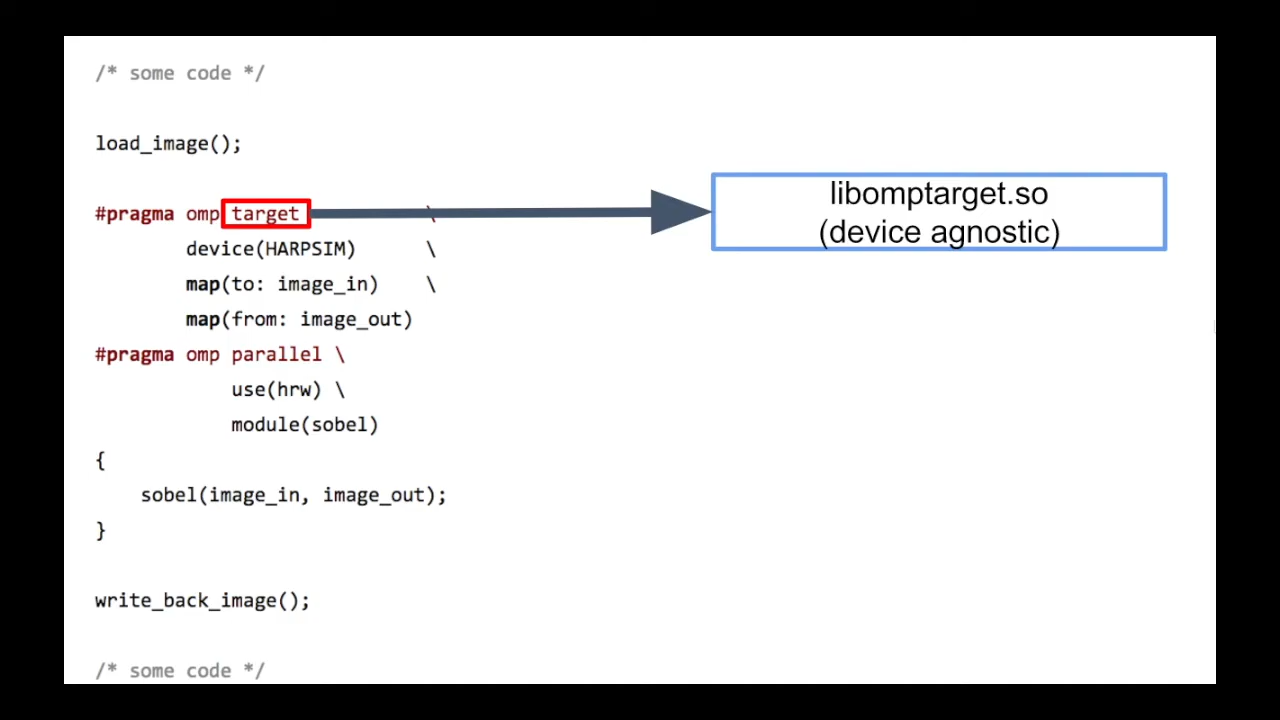 /* some code */
load_image();
#pragma omp target \
device(HARPSIM) \
map(to: image_in) \
map(from: image_out)
#pragma omp parallel \
use(hrw) \
module(sobel)
{
sobel(image_in, image_out);
}
write_back_image();
/* some code */
libomptarget.so
(device agnostic)